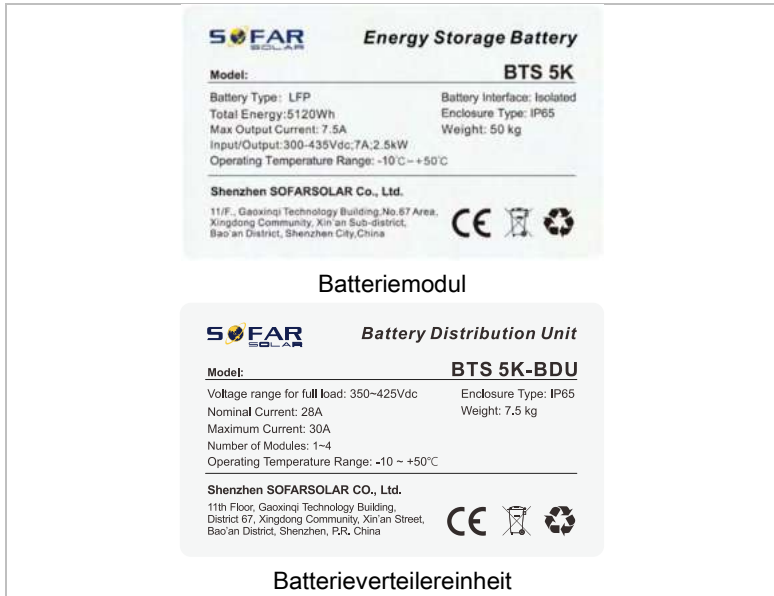 SOFAR
SOLAR
Energy Storage Battery
Model: BTS 5K
Battery Type: LFP Battery Interface: Isolated
Total Energy:5120Wh Enclosure Type: IP65
Max Output Current: 7.5A Weight: 50 kg
Input/Output:300-435Vdc;7A;2.5kW
Operating Temperature Range: -10℃~+50℃
Shenzhen SOFARSOLAR Co., Ltd.
11/F., Gaoxinqi Technology Building,No.67 Area,
Xingdong Community, Xin'an Sub-district,
Bao'an District, Shenzhen City,China
CE
Batteriemodul
SOFAR
SOLAR
Battery Distribution Unit
Model: BTS 5K-BDU
Voltage range for full load: 350~425Vdc Enclosure Type: IP65
Nominal Current: 28A Weight: 7.5 kg
Maximum Current: 30A
Number of Modules: 1~4
Operating Temperature Range: -10 ~ +50℃
Shenzhen SOFARSOLAR CO., Ltd.
11th Floor, Gaoxinqi Technology Building,
District 67, Xingdong Community, Xin'an Street,
Bao'an District, Shenzhen, P.R. China
CE
Batterieverteilereinheit